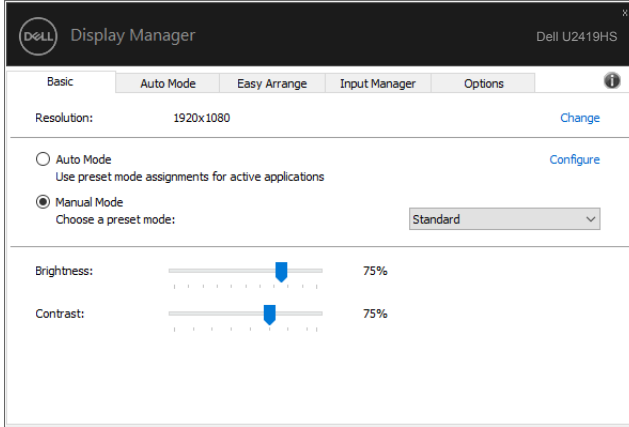 DELL Display Manager
x
Dell U2419HS
Basic Auto Mode Easy Arrange Input Manager Options
i
Resolution: 1920x1080 Change
Auto Mode Configure
Use preset mode assignments for active applications
Manual Mode
Choose a preset mode: Standard
Brightness: 75%
Contrast: 75%